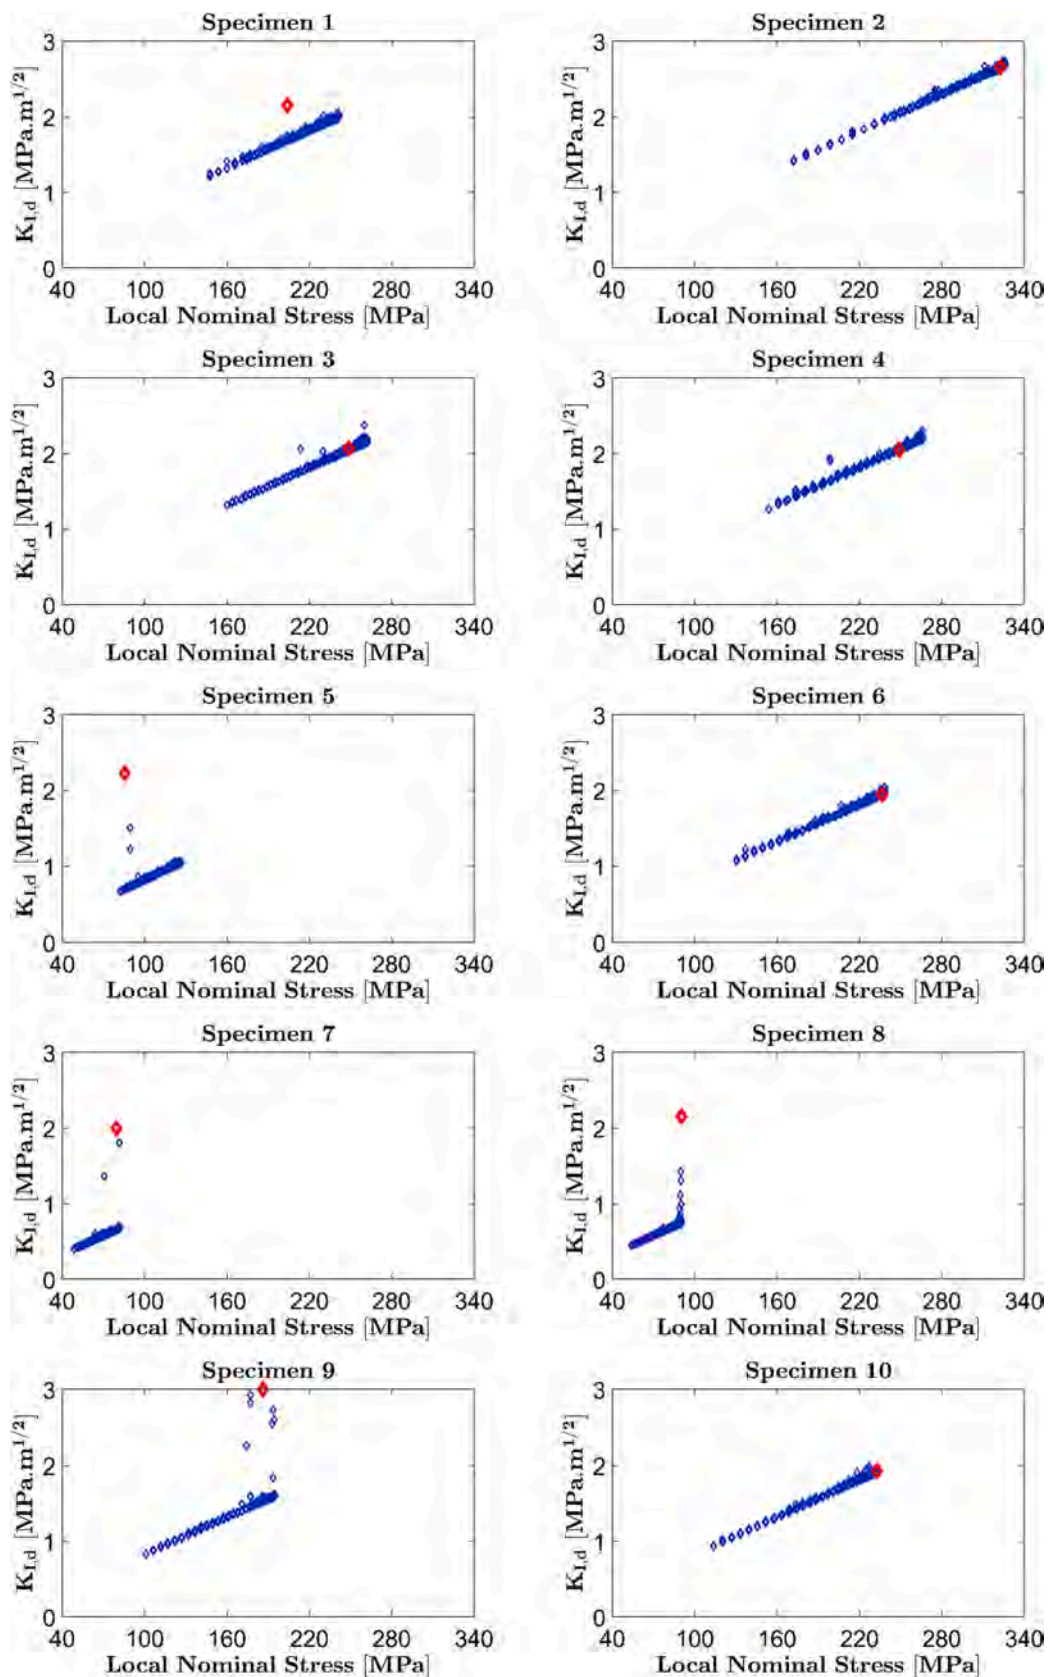 Specimen 1
Specimen 2
3
2
1
0
K_{I,d} [MPa.m^{1/2}]
40 100 160 220 280 340
Local Nominal Stress [MPa]
3
2
1
0
K_{I,d} [MPa.m^{1/2}]
40 100 160 220 280 340
Local Nominal Stress [MPa]
Specimen 3
Specimen 4
3
2
1
0
K_{I,d} [MPa.m^{1/2}]
40 100 160 220 280 340
Local Nominal Stress [MPa]
3
2
1
0
K_{I,d} [MPa.m^{1/2}]
40 100 160 220 280 340
Local Nominal Stress [MPa]
Specimen 5
Specimen 6
3
2
1
0
K_{I,d} [MPa.m^{1/2}]
40 100 160 220 280 340
Local Nominal Stress [MPa]
3
2
1
0
K_{I,d} [MPa.m^{1/2}]
40 100 160 220 280 340
Local Nominal Stress [MPa]
Specimen 7
Specimen 8
3
2
1
0
K_{I,d} [MPa.m^{1/2}]
40 100 160 220 280 340
Local Nominal Stress [MPa]
3
2
1
0
K_{I,d} [MPa.m^{1/2}]
40 100 160 220 280 340
Local Nominal Stress [MPa]
Specimen 9
Specimen 10
3
2
1
0
K_{I,d} [MPa.m^{1/2}]
40 100 160 220 280 340
Local Nominal Stress [MPa]
3
2
1
0
K_{I,d} [MPa.m^{1/2}]
40 100 160 220 280 340
Local Nominal Stress [MPa]